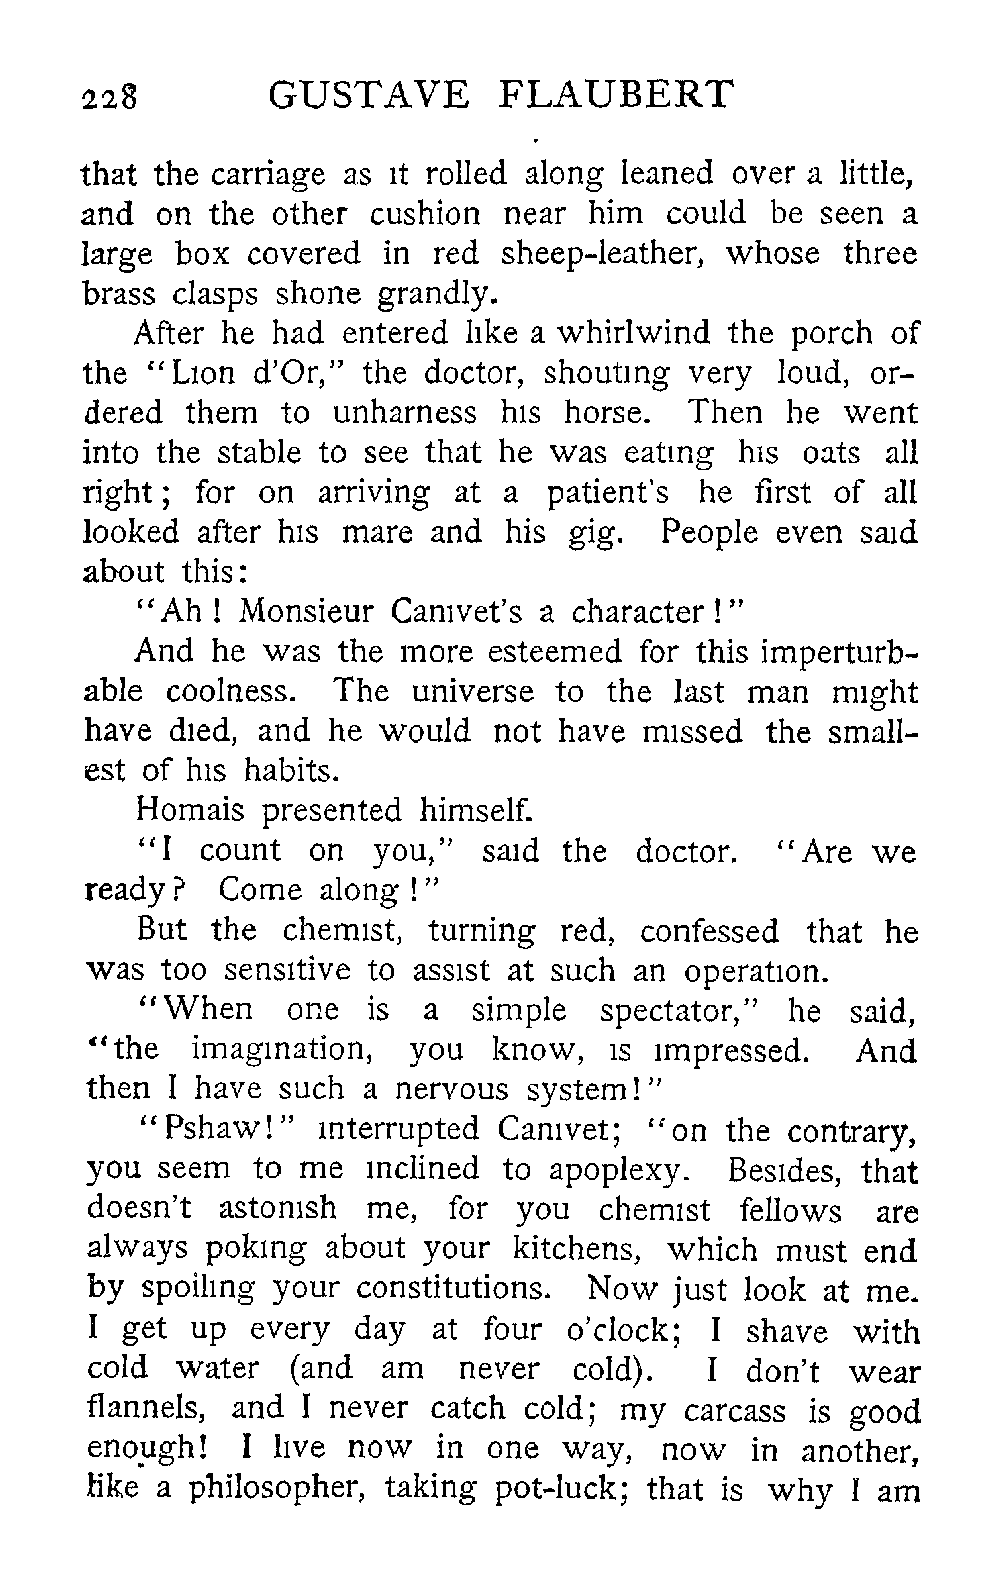 228 GUSTAVE FLAUBERT
that the carriage as it rolled along leaned over a little,
and on the other cushion near him could be seen a
large box covered in red sheep-leather, whose three
brass clasps shone grandly.
After he had entered like a whirlwind the porch of
the "Lion d'Or," the doctor, shouting very loud, or-
dered them to unharness his horse. Then he went
into the stable to see that he was eating his oats all
right; for on arriving at a patient's he first of all
looked after his mare and his gig. People even said
about this:
"Ah! Monsieur Canivet's a character!"
And he was the more esteemed for this imperturb-
able coolness. The universe to the last man might
have died, and he would not have missed the small-
est of his habits.
Homais presented himself.
"I count on you," said the doctor. "Are we
ready? Come along!"
But the chemist, turning red, confessed that he
was too sensitive to assist at such an operation.
"When one is a simple spectator," he said,
"the imagination, you know, is impressed. And
then I have such a nervous system!"
"Pshaw!" interrupted Canivet; "on the contrary,
you seem to me inclined to apoplexy. Besides, that
doesn't astonish me, for you chemist fellows are
always poking about your kitchens, which must end
by spoiling your constitutions. Now just look at me.
I get up every day at four o'clock; I shave with
cold water (and am never cold). I don't wear
flannels, and I never catch cold; my carcass is good
enough! I live now in one way, now in another,
like a philosopher, taking pot-luck; that is why I am